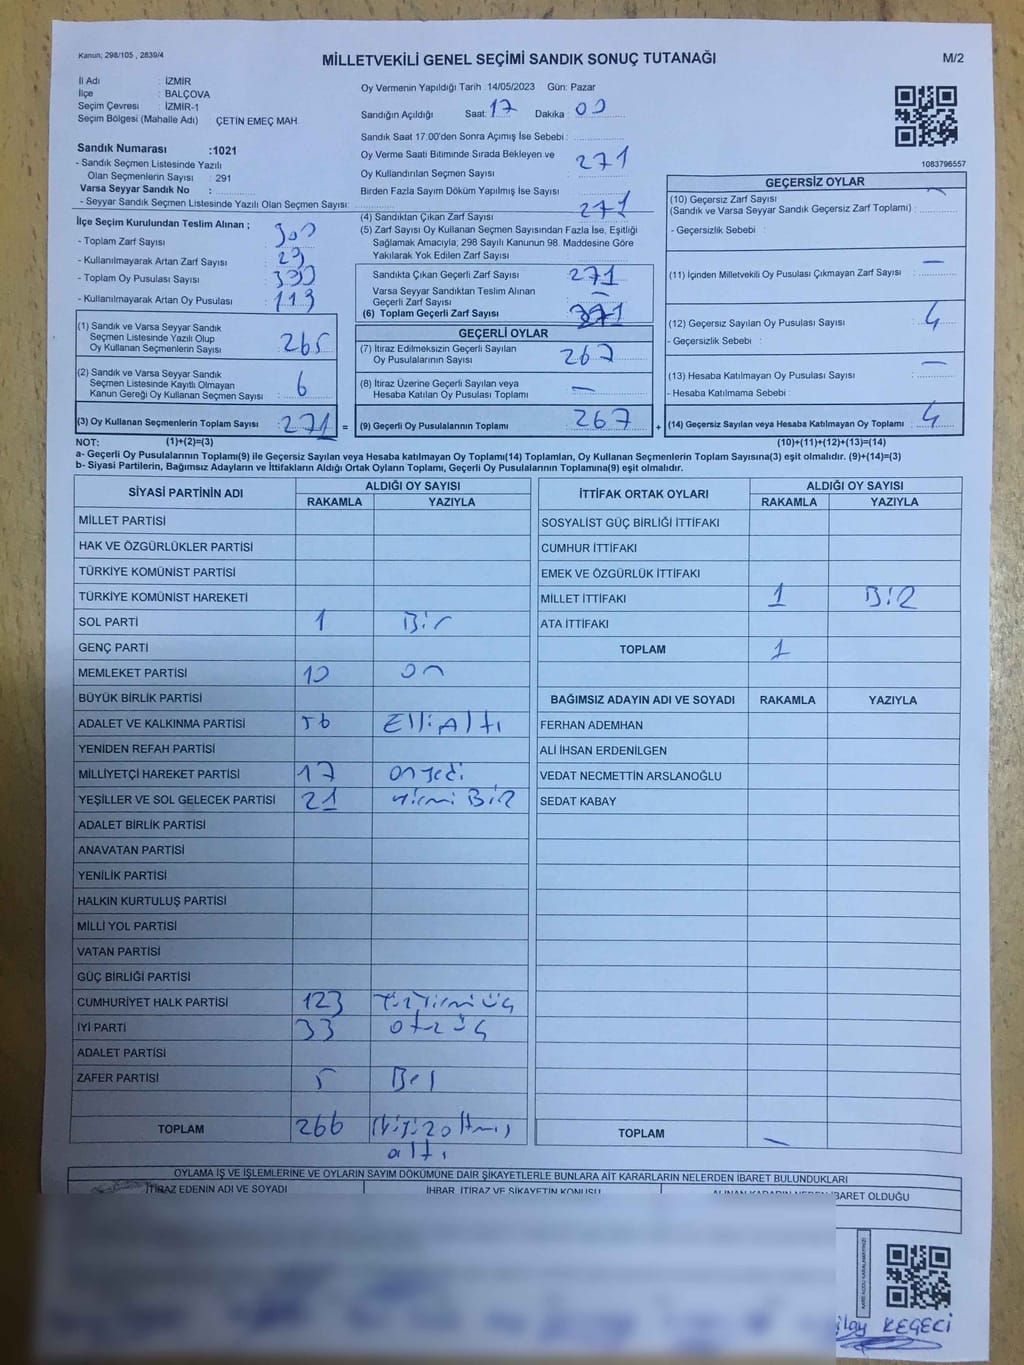 Kanun; 298/105 , 2839/4
MİLLETVEKİLİ GENEL SEÇİMİ SANDIK SONUÇ TUTANAĞI
M/2
İl Adı : İZMİR
İlçe : BALÇOVA
Seçim Çevresi : İZMİR-1
Seçim Bölgesi (Mahalle Adı) ÇETİN EMEÇ MAH.
Sandık Numarası :1021
- Sandık Seçmen Listesinde Yazılı
Olan Seçmenlerin Sayısı : 291
Varsa Seyyar Sandık No :
- Seyyar Sandık Seçmen Listesinde Yazılı Olan Seçmen Sayısı:
Oy Vermenin Yapıldığı Tarih :14/05/2023 Gün: Pazar
Sandığın Açıldığı Saat: 17 Dakika : 00
Sandık Saat 17:00'den Sonra Açımış İse Sebebi :
Oy Verme Saati Bitiminde Sırada Bekleyen ve
Oy Kullandırılan Seçmen Sayısı : 271
Birden Fazla Sayım Döküm Yapılmış İse Sayısı
1083796557
İlçe Seçim Kurulundan Teslim Alınan ;
- Toplam Zarf Sayısı : 300
- Kullanılmayarak Artan Zarf Sayısı : 29
- Toplam Oy Pusulası Sayısı : 390
- Kullanılmayarak Artan Oy Pusulası : 119
(1) Sandık ve Varsa Seyyar Sandık
Seçmen Listesinde Yazılı Olup
Oy Kullanan Seçmenlerin Sayısı : 265
(2) Sandık ve Varsa Seyyar Sandık
Seçmen Listesinde Kayıtlı Olmayan
Kanun Gereği Oy Kullanan Seçmen Sayısı : 6
(3) Oy Kullanan Seçmenlerin Toplam Sayısı : 271 =
(4) Sandıktan Çıkan Zarf Sayısı : 271
(5) Zarf Sayısı Oy Kullanan Seçmen Sayısından Fazla İse, Eşitliği
Sağlamak Amacıyla; 298 Sayılı Kanunun 98. Maddesine Göre
Yakılarak Yok Edilen Zarf Sayısı :
Sandıkta Çıkan Geçerli Zarf Sayısı : 271
Varsa Seyyar Sandıktan Teslim Alınan
Geçerli Zarf Sayısı : —
(6) Toplam Geçerli Zarf Sayısı : 271
GEÇERLİ OYLAR
(7) İtiraz Edilmeksizin Geçerli Sayılan
Oy Pusulalarının Sayısı : 267
(8) İtiraz Üzerine Geçerli Sayılan veya
Hesaba Katılan Oy Pusulası Toplamı : —
(9) Geçerli Oy Pusulalarının Toplamı : 267 +
GEÇERSİZ OYLAR
(10) Geçersiz Zarf Sayısı —
(Sandık ve Varsa Seyyar Sandık Geçersiz Zarf Toplamı) :
- Geçersizlik Sebebi :
(11) İçinden Milletvekili Oy Pusulası Çıkmayan Zarf Sayısı : —
(12) Geçersiz Sayılan Oy Pusulası Sayısı : 4
- Geçersizlik Sebebi :
(13) Hesaba Katılmayan Oy Pusulası Sayısı : —
- Hesaba Katılmama Sebebi :
(14) Geçersiz Sayılan veya Hesaba Katılmayan Oy Toplamı : 4
NOT: (1)+(2)=(3) (10)+(11)+(12)+(13)=(14)
a- Geçerli Oy Pusulalarının Toplamı(9) ile Geçersiz Sayılan veya Hesaba katılmayan Oy Toplamı(14) Toplamları, Oy Kullanan Seçmenlerin Toplam Sayısına(3) eşit olmalıdır. (9)+(14)=(3)
b- Siyasi Partilerin, Bağımsız Adayların ve İttifakların Aldığı Ortak Oyların Toplamı, Geçerli Oy Pusulalarının Toplamına(9) eşit olmalıdır.
SİYASİ PARTİNİN ADI ALDIĞI OY SAYISI
RAKAMLA YAZIYLA
MİLLET PARTİSİ
HAK VE ÖZGÜRLÜKLER PARTİSİ
TÜRKİYE KOMÜNİST PARTİSİ
TÜRKİYE KOMÜNİST HAREKETİ
SOL PARTİ 1 Bir
GENÇ PARTİ
MEMLEKET PARTİSİ 10 on
BÜYÜK BİRLİK PARTİSİ
ADALET VE KALKINMA PARTİSİ 56 Elli Altı
YENİDEN REFAH PARTİSİ
MİLLİYETÇİ HAREKET PARTİSİ 17 onyedi
YEŞİLLER VE SOL GELECEK PARTİSİ 21 yirmi BİR
ADALET BİRLİK PARTİSİ
ANAVATAN PARTİSİ
YENİLİK PARTİSİ
HALKIN KURTULUŞ PARTİSİ
MİLLİ YOL PARTİSİ
VATAN PARTİSİ
GÜÇ BİRLİĞİ PARTİSİ
CUMHURİYET HALK PARTİSİ 123 yüzyirmi üç
İYİ PARTİ 33 otuz üç
ADALET PARTİSİ
ZAFER PARTİSİ 5 Beş
TOPLAM 266 ikiyüzaltmış
altı
İTTİFAK ORTAK OYLARI ALDIĞI OY SAYISI
RAKAMLA YAZIYLA
SOSYALİST GÜÇ BİRLİĞİ İTTİFAKI
CUMHUR İTTİFAKI
EMEK VE ÖZGÜRLÜK İTTİFAKI
MİLLET İTTİFAKI 1 BİR
ATA İTTİFAKI
TOPLAM 1
BAĞIMSIZ ADAYIN ADI VE SOYADI RAKAMLA YAZIYLA
FERHAN ADEMHAN
ALİ İHSAN ERDENİLGEN
VEDAT NECMETTİN ARSLANOĞLU
SEDAT KABAY
TOPLAM —
OYLAMA İŞ VE İŞLEMLERİNE VE OYLARIN SAYIM DÖKÜMÜNE DAİR ŞİKAYETLERLE BUNLARA AİT KARARLARIN NELERDEN İBARET BULUNDUKLARI
İTİRAZ EDENİN ADI VE SOYADI İHBAR, İTİRAZ VE ŞİKAYETİN KONUSU ALINAN KARARIN NEDEN İBARET OLDUĞU
KAREKODU KARALAMAYINIZ!
KEÇECİ